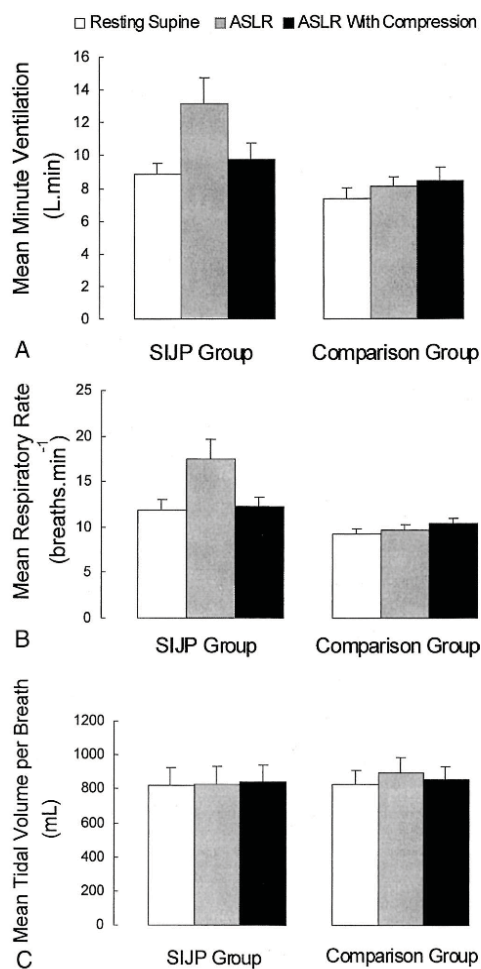 Resting Supine ASLR ASLR With Compression
Mean Minute Ventilation
(L.min)
16
14
12
10
8
6
4
2
0
A
SIJP Group Comparison Group
Mean Respiratory Rate
(breaths.min⁻¹)
25
20
15
10
5
0
B
SIJP Group Comparison Group
Mean Tidal Volume per Breath
(mL)
1200
1000
800
600
400
200
0
C
SIJP Group Comparison Group